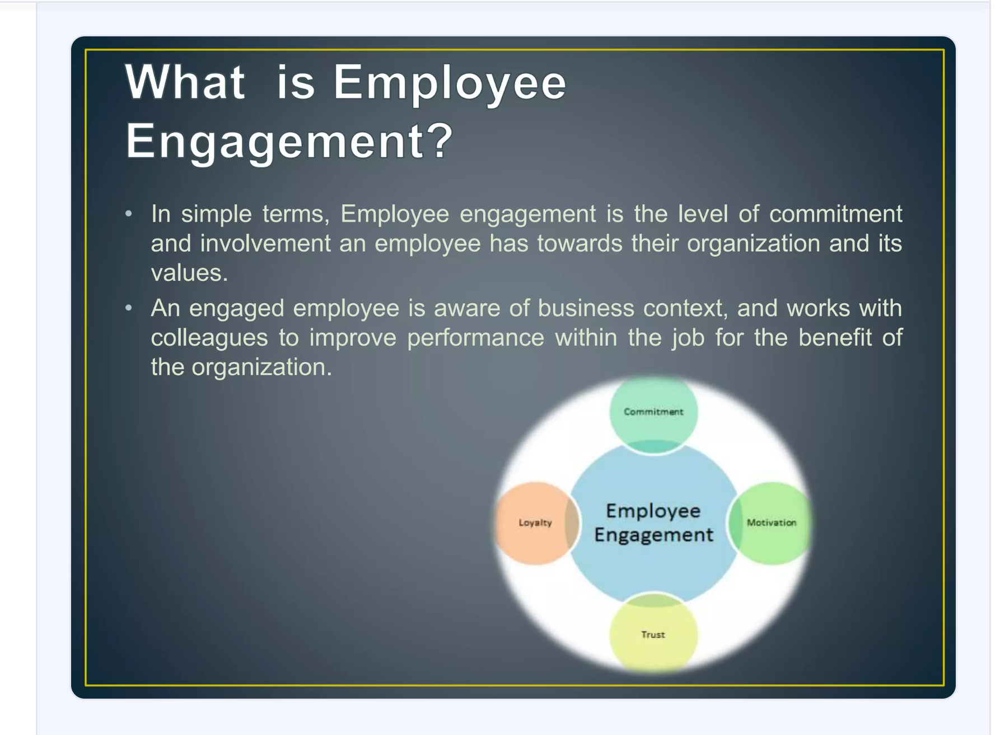 What is Employee
Engagement?
• In simple terms, Employee engagement is the level of commitment
and involvement an employee has towards their organization and its
values.
• An engaged employee is aware of business context, and works with
colleagues to improve performance within the job for the benefit of
the organization.
Commitment
Loyalty
Employee
Engagement
Motivation
Trust